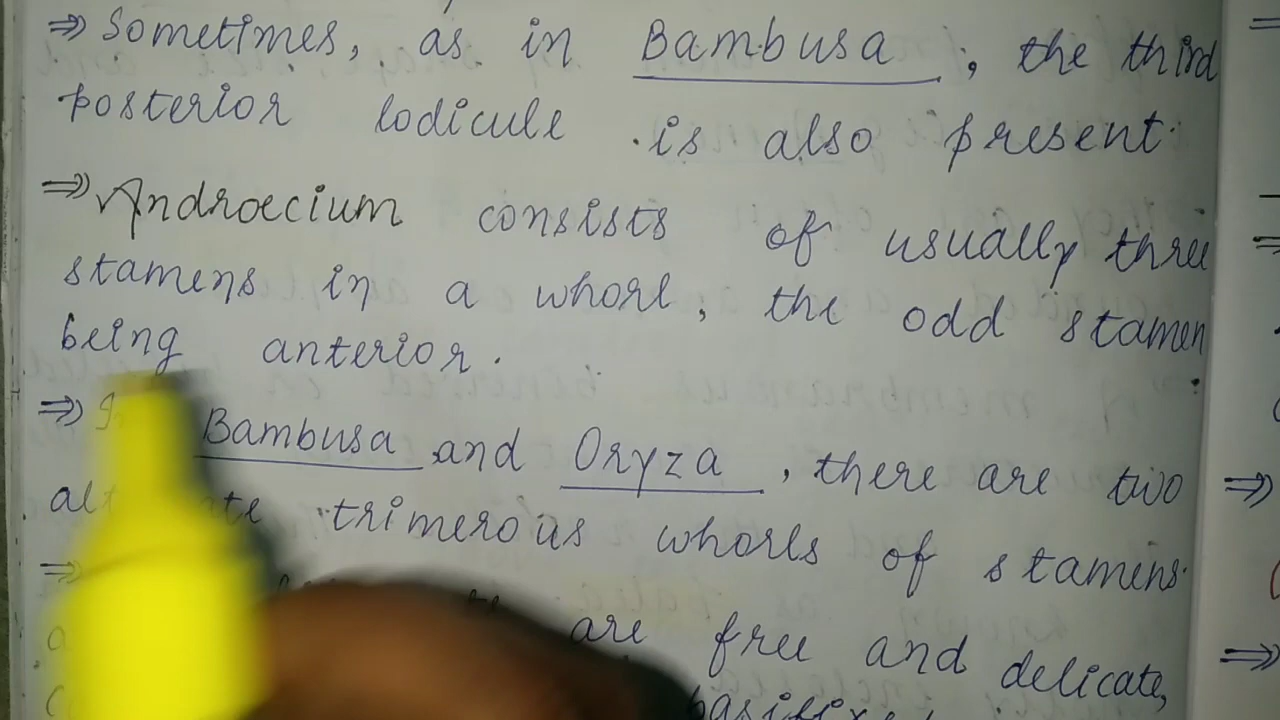 ⇒ Sometimes, as in Bambusa, the third
posterior lodicule is also present.
⇒ Androecium consists of usually three
stamens in a whorl, the odd stamen
being anterior.
⇒ Bambusa and Oryza, there are two
trimerous whorls of stamens.
⇒ are free and delicate,